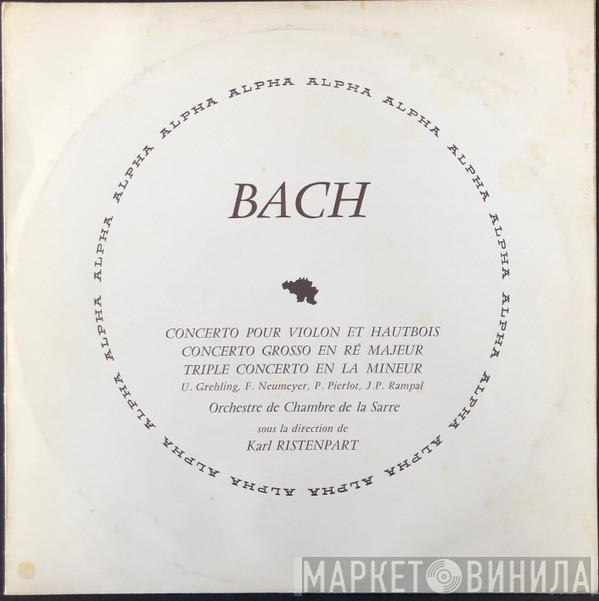 ALPHA ALPHA ALPHA ALPHA ALPHA ALPHA ALPHA ALPHA ALPHA ALPHA ALPHA ALPHA ALPHA ALPHA ALPHA ALPHA
BACH
CONCERTO POUR VIOLON ET HAUTBOIS
CONCERTO GROSSO EN RÉ MAJEUR
TRIPLE CONCERTO EN LA MINEUR
U. Grehling, F. Neumeyer, P. Pierlot, J.P. Rampal
Orchestre de Chambre de la Sarre
sous la direction de
Karl RISTENPART
МАРКЕТ ВИНИЛА